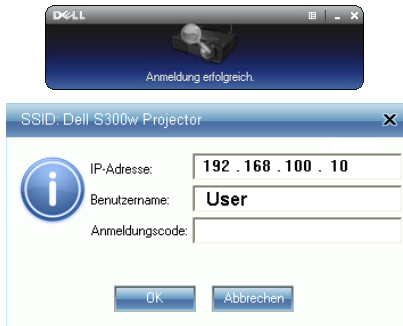 DELL
Anmeldung erfolgreich.
SSID: Dell S300w Projector
IP-Adresse: 192 . 168 . 100 . 10
Benutzername: User
Anmeldungscode:
OK Abbrechen